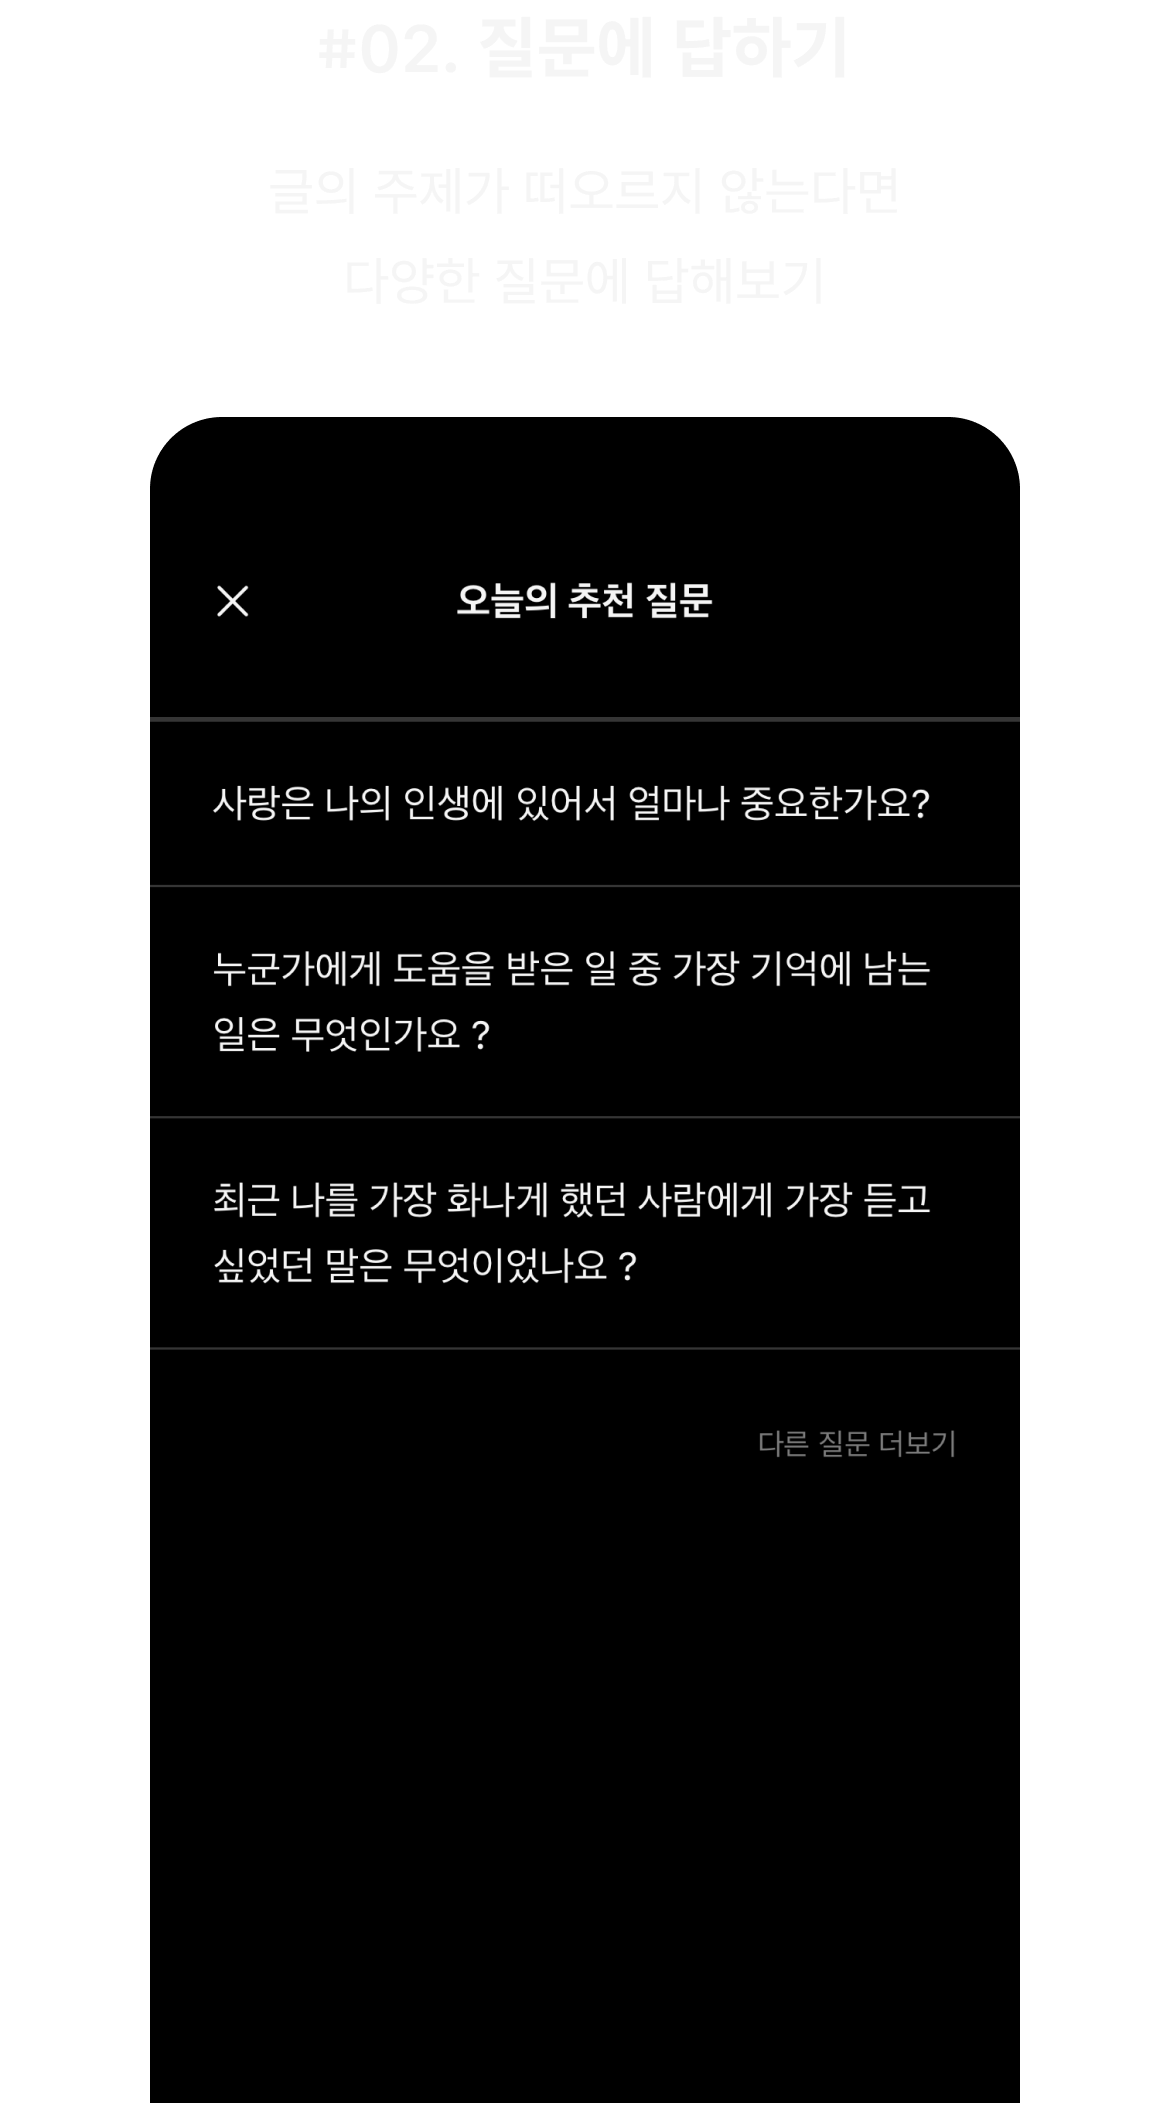 #02. 질문에 답하기
글의 주제가 떠오르지 않는다면
다양한 질문에 답해보기
오늘의 추천 질문
사랑은 나의 인생에 있어서 얼마나 중요한가요?
누군가에게 도움을 받은 일 중 가장 기억에 남는
일은 무엇인가요 ?
최근 나를 가장 화나게 했던 사람에게 가장 듣고
싶었던 말은 무엇이었나요 ?
다른 질문 더보기